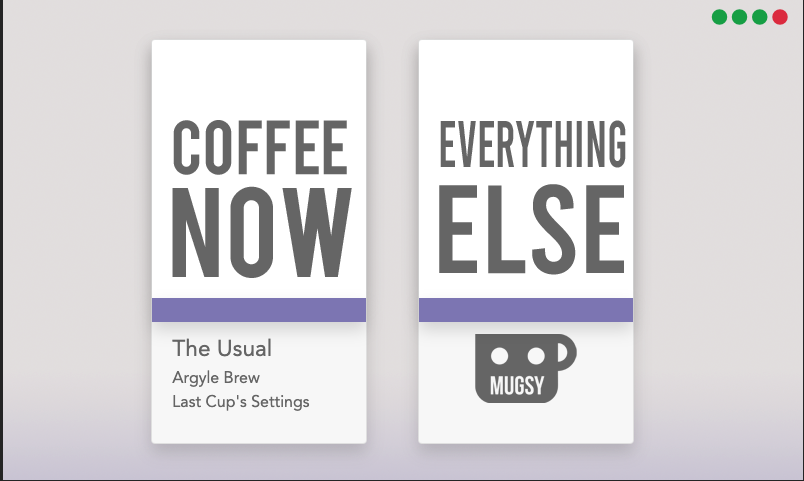 COFFEE
NOW
The Usual
Argyle Brew
Last Cup's Settings
EVERYTHING
ELSE
MUGSY